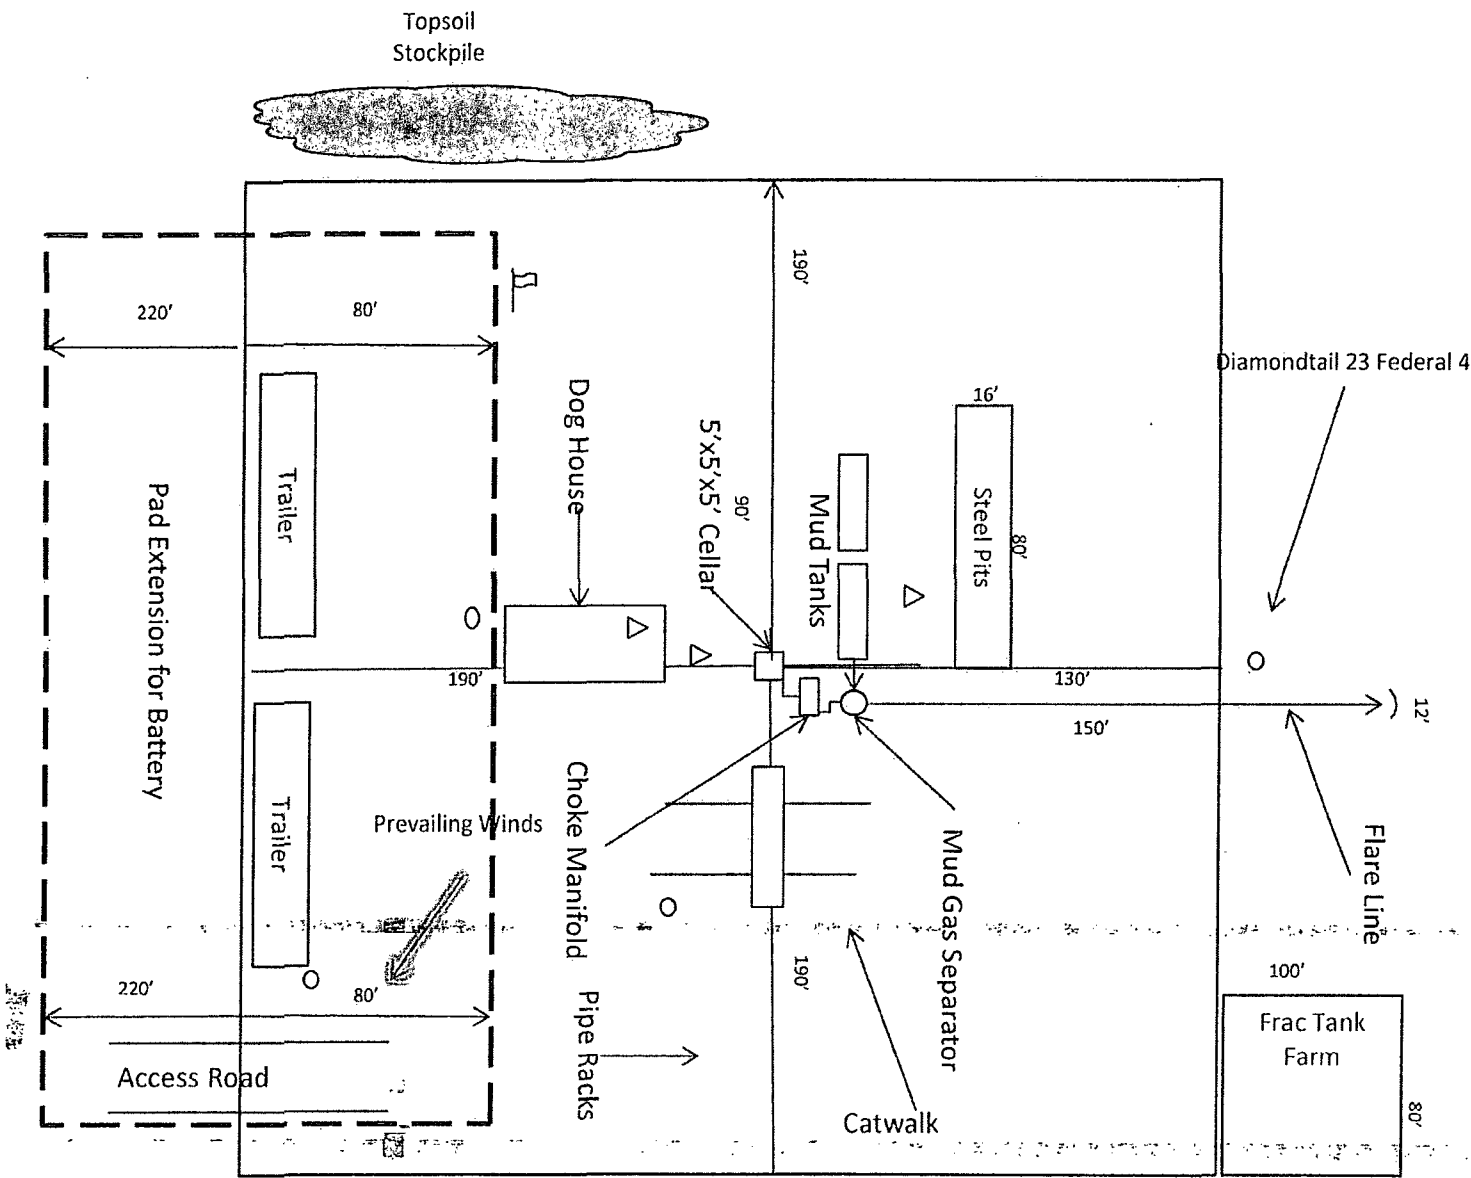 Topsoil
Stockpile
190'
220'
80'
Diamondtail 23 Federal 4
16'
Dog House
5'x5'x5' Cellar
90'
Mud Tanks
Steel Pits
80'
Trailer
Pad Extension for Battery
190'
130'
12'
150'
Trailer
Prevailing Winds
Choke Manifold
Mud Gas Separator
Flare Line
190'
100'
220'
80'
Pipe Racks
Frac Tank
Farm
Access Road
Catwalk
80'